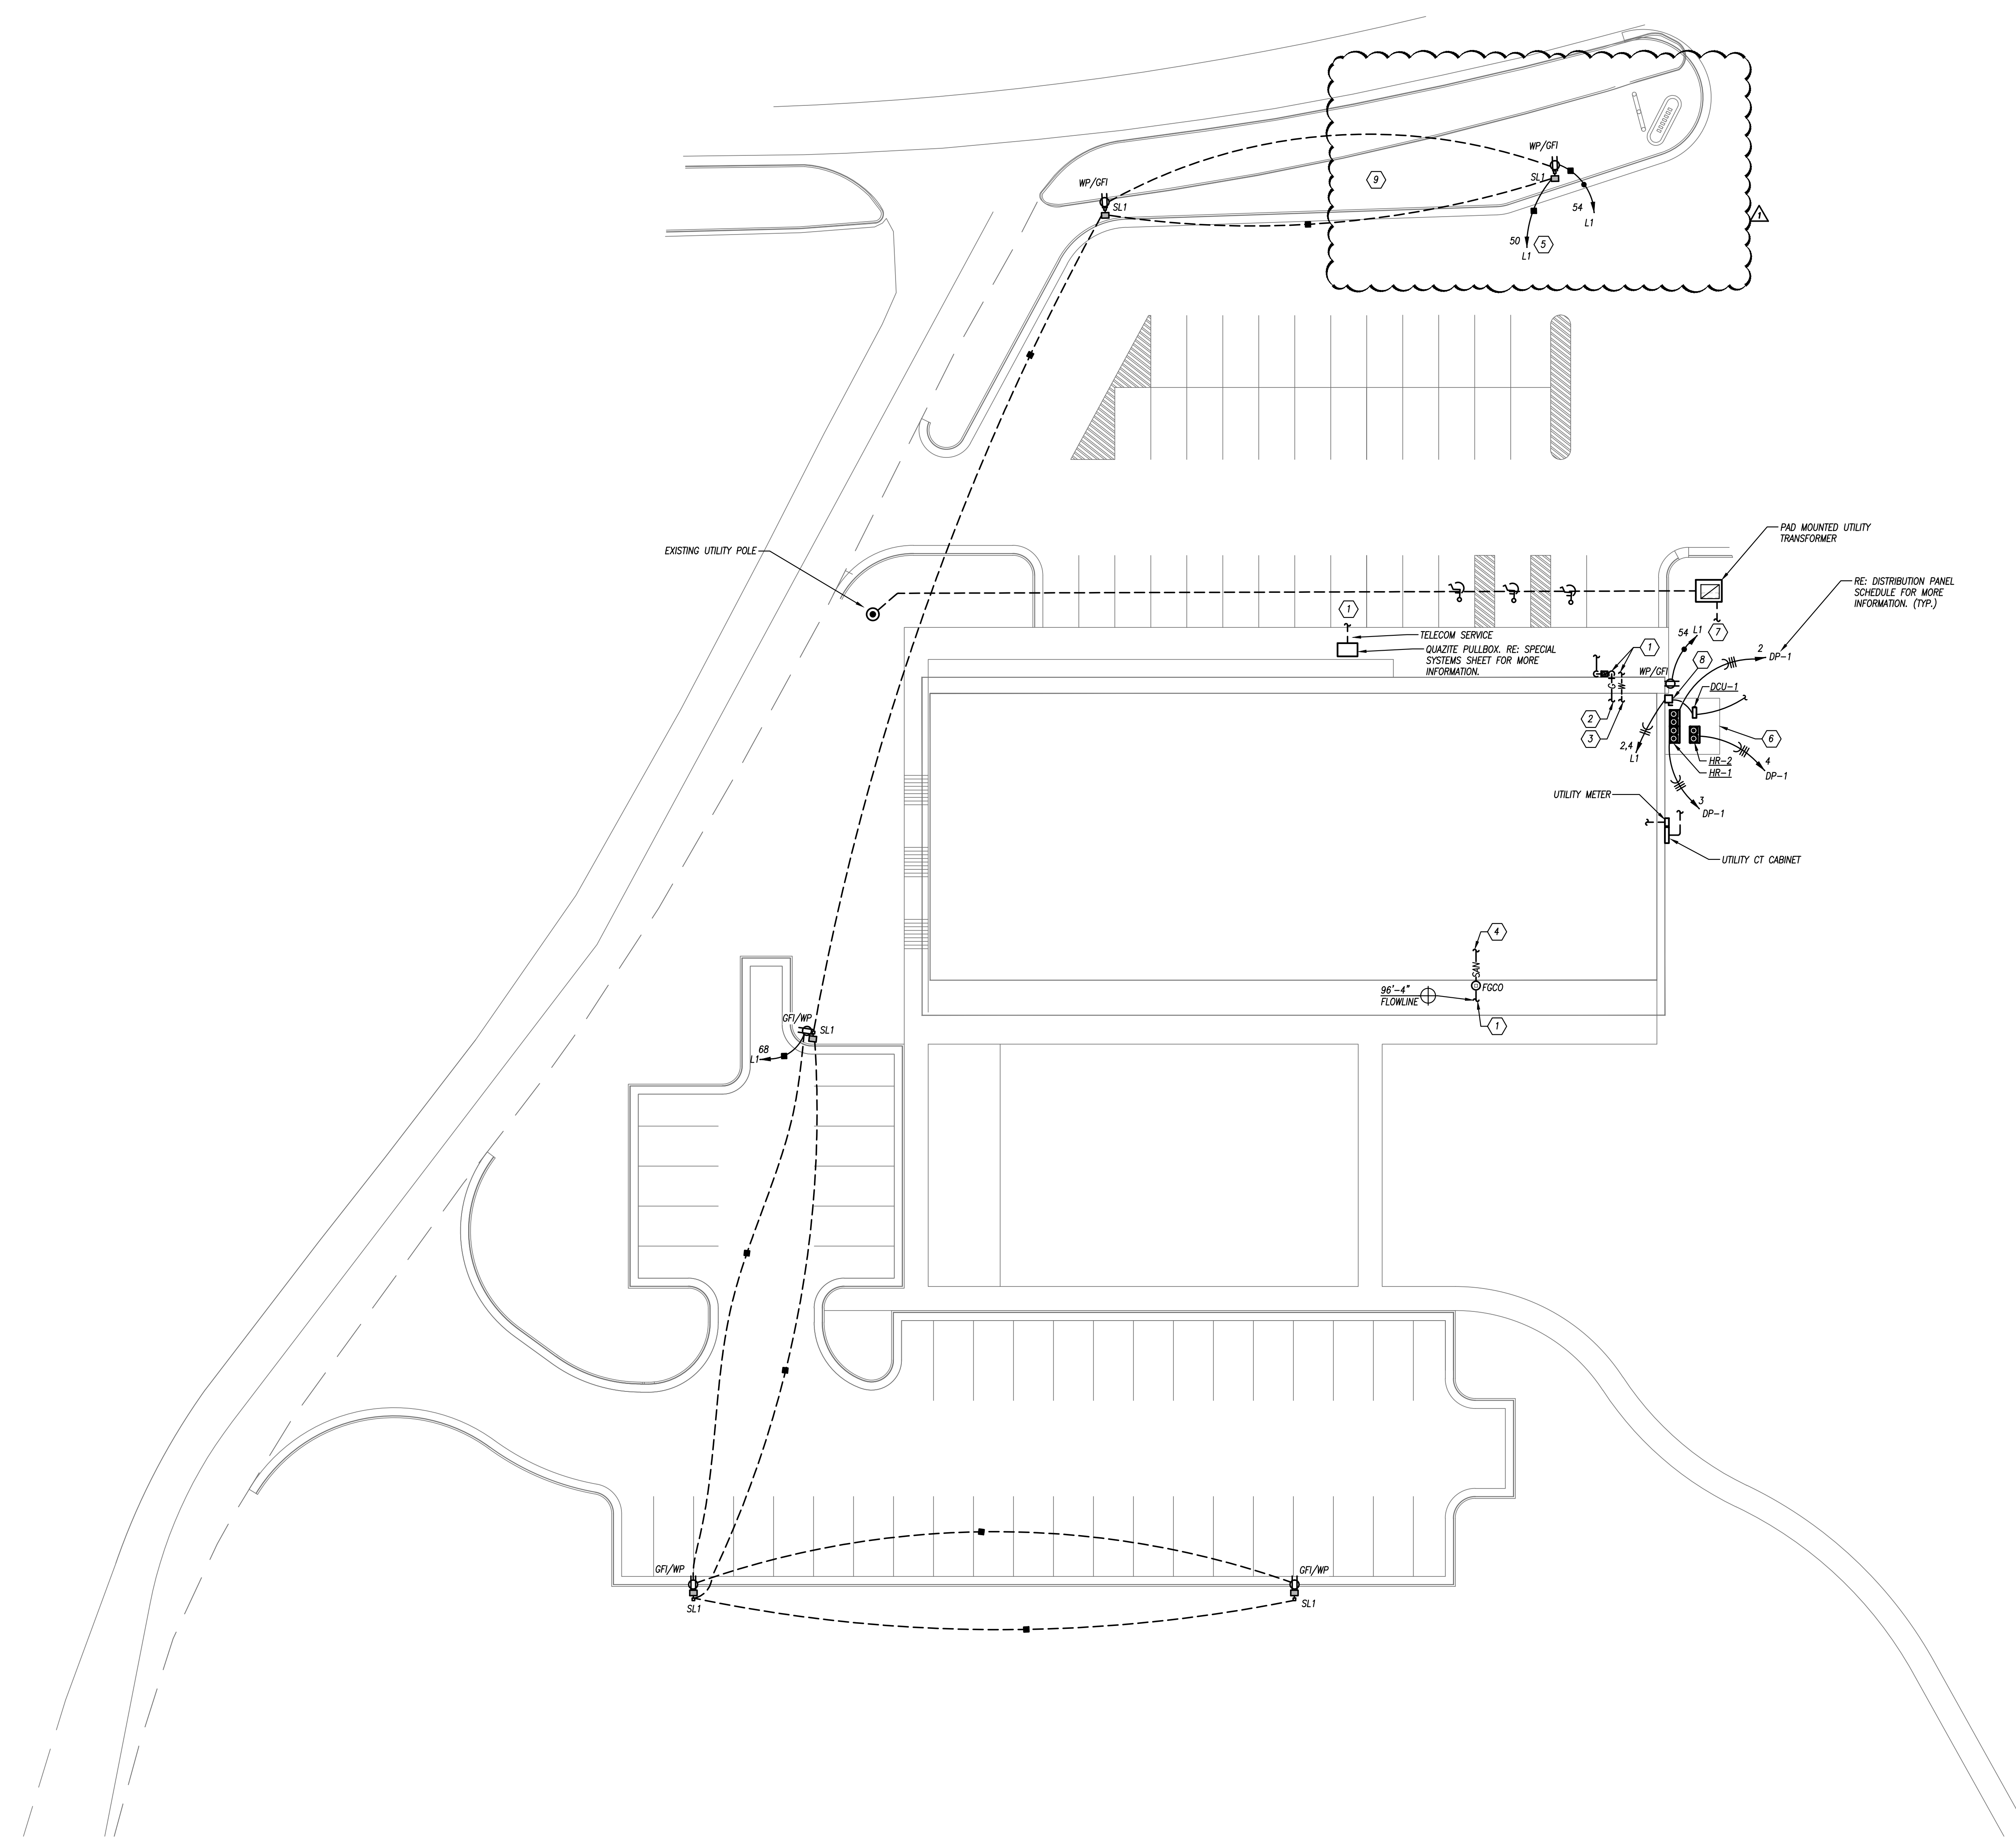 WP/GFI
SL1
WP/GFI
SL1
9
54
L1
50
L1
5
1
EXISTING UTILITY POLE
PAD MOUNTED UTILITY
TRANSFORMER
RE: DISTRIBUTION PANEL
SCHEDULE FOR MORE
INFORMATION. (TYP.)
1
TELECOM SERVICE
QUAZITE PULLBOX. RE: SPECIAL
SYSTEMS SHEET FOR MORE
INFORMATION.
1
G
W
2
3
WP/GFI
54
L1
7
8
2
DP-1
DCU-1
6
2,4
L1
HR-2
HR-1
4
DP-1
3
DP-1
UTILITY METER
UTILITY CT CABINET
4
SAN
FGCO
96'-4"
FLOWLINE
1
GFI/WP
SL1
68
L1
GFI/WP
SL1
GFI/WP
SL1